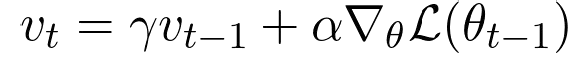 $v_t = \gamma v_{t-1} + \alpha \nabla_\theta \mathcal{L}(\theta_{t-1})$